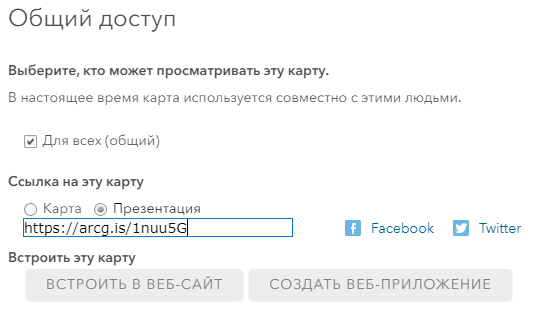 Общий доступ
Выберите, кто может просматривать эту карту.
В настоящее время карта используется совместно с этими людьми.
Для всех (общий)
Ссылка на эту карту
Карта Презентация
https://arcg.is/1nuu5G Facebook Twitter
Встроить эту карту
ВСТРОИТЬ В ВЕБ-САЙТ СОЗДАТЬ ВЕБ-ПРИЛОЖЕНИЕ